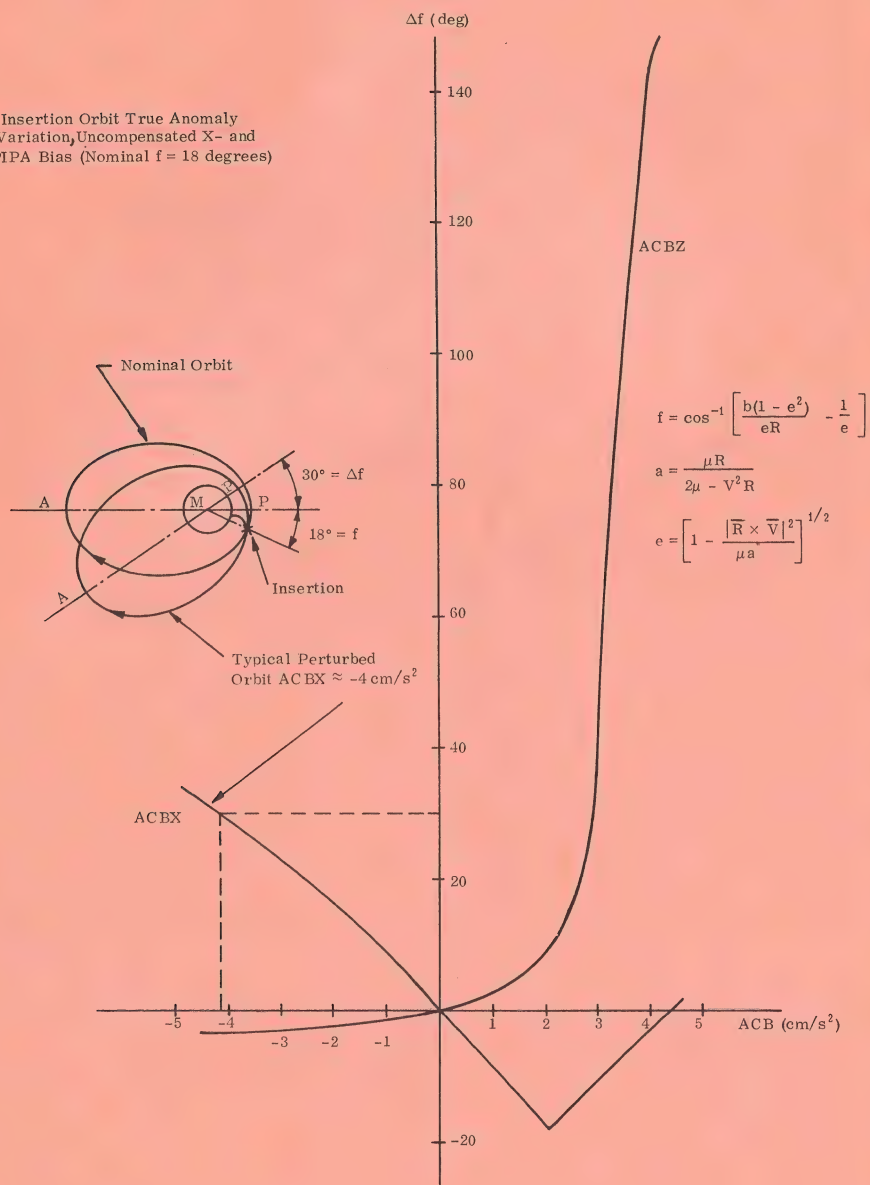 Δf (deg)
Insertion Orbit True Anomaly
Variation, Uncompensated X- and
PIPA Bias (Nominal f = 18 degrees)
140
120
ACBZ
100
Nominal Orbit
f = cos⁻¹ [ b(1 - e²) / eR - 1/e ]
30° = Δf
a = μR / (2μ - V²R)
80
A
M
P
P
18° = f
e = [ 1 - |R̅ × V̅|² / μa ]^1/2
Insertion
A
60
Typical Perturbed
Orbit ACBX ≈ -4 cm/s²
40
ACBX
20
-5 -4 -3 -2 -1 1 2 3 4 5 ACB (cm/s²)
-20